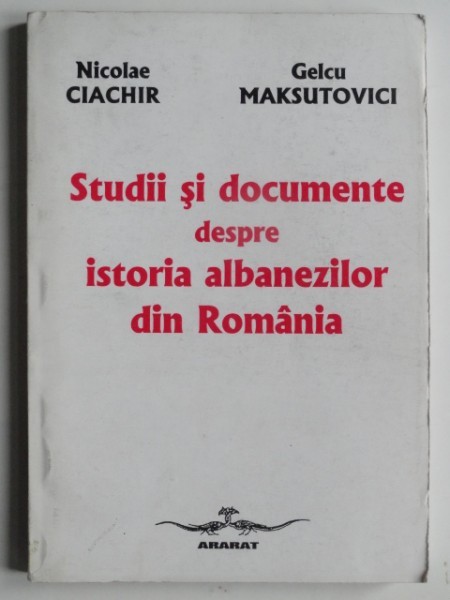 Nicolae CIACHIR
Gelcu MAKSUTOVICI
Studii şi documente
despre
istoria albanezilor
din România
ARARAT